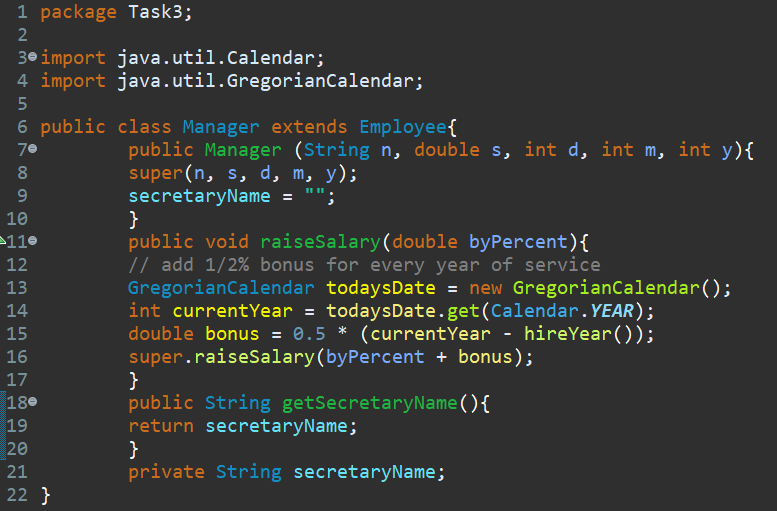 1 package Task3;
2
3 import java.util.Calendar;
4 import java.util.GregorianCalendar;
5
6 public class Manager extends Employee{
7 public Manager (String n, double s, int d, int m, int y){
8 super(n, s, d, m, y);
9 secretaryName = "";
10 }
11 public void raiseSalary(double byPercent){
12 // add 1/2% bonus for every year of service
13 GregorianCalendar todaysDate = new GregorianCalendar();
14 int currentYear = todaysDate.get(Calendar.YEAR);
15 double bonus = 0.5 * (currentYear - hireYear());
16 super.raiseSalary(byPercent + bonus);
17 }
18 public String getSecretaryName(){
19 return secretaryName;
20 }
21 private String secretaryName;
22 }